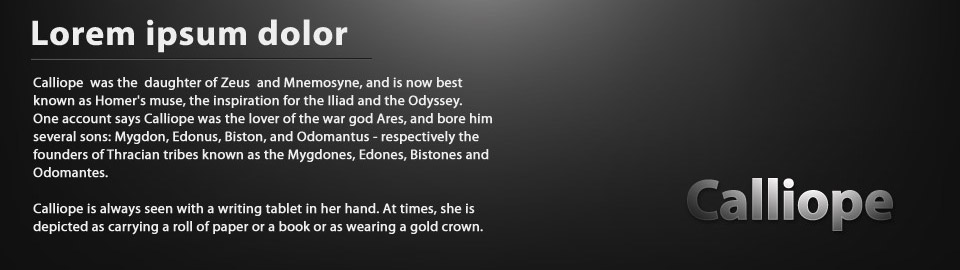 Lorem ipsum dolor
Calliope  was the  daughter of Zeus  and Mnemosyne, and is now best
known as Homer's muse, the inspiration for the Iliad and the Odyssey.
One account says Calliope was the lover of the war god Ares, and bore him
several sons: Mygdon, Edonus, Biston, and Odomantus - respectively the
founders of Thracian tribes known as the Mygdones, Edones, Bistones and
Odomantes.
Calliope is always seen with a writing tablet in her hand. At times, she is
depicted as carrying a roll of paper or a book or as wearing a gold crown.
Calliope